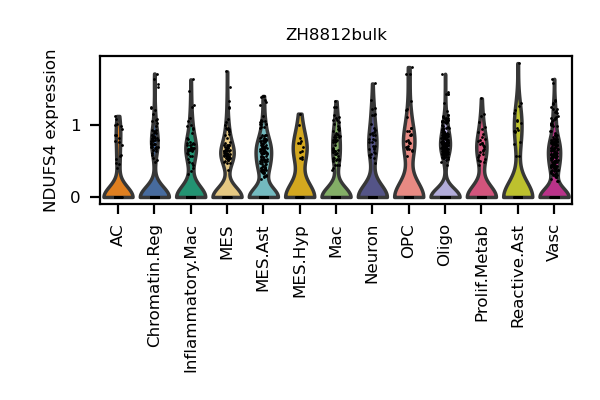 ZH8812bulk
NDUFS4 expression
1
0
AC
Chromatin.Reg
Inflammatory.Mac
MES
MES.Ast
MES.Hyp
Mac
Neuron
OPC
Oligo
Prolif.Metab
Reactive.Ast
Vasc